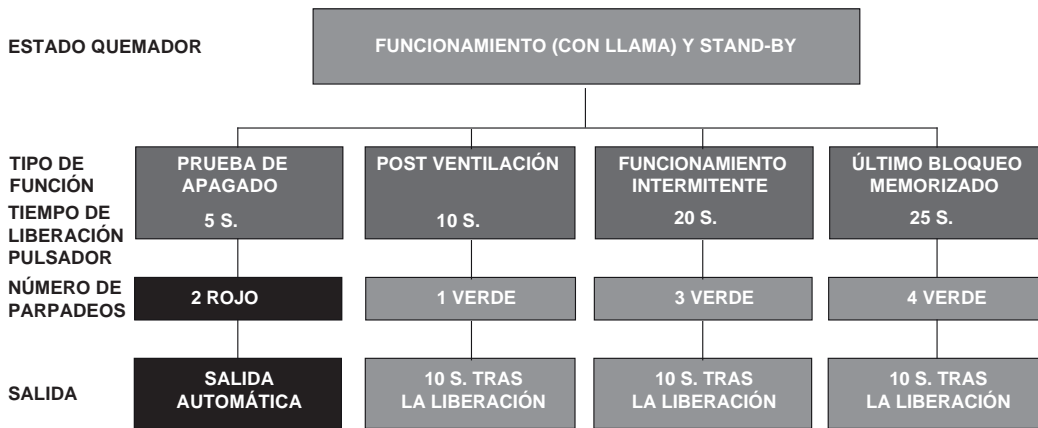 ESTADO QUEMADOR
FUNCIONAMIENTO (CON LLAMA) Y STAND-BY
TIPO DE
FUNCIÓN
PRUEBA DE
APAGADO
POST VENTILACIÓN
FUNCIONAMIENTO
INTERMITENTE
ÚLTIMO BLOQUEO
MEMORIZADO
TIEMPO DE
LIBERACIÓN
PULSADOR
5 S.
10 S.
20 S.
25 S.
NÚMERO DE
PARPADEOS
2 ROJO
1 VERDE
3 VERDE
4 VERDE
SALIDA
SALIDA
AUTOMÁTICA
10 S. TRAS
LA LIBERACIÓN
10 S. TRAS
LA LIBERACIÓN
10 S. TRAS
LA LIBERACIÓN